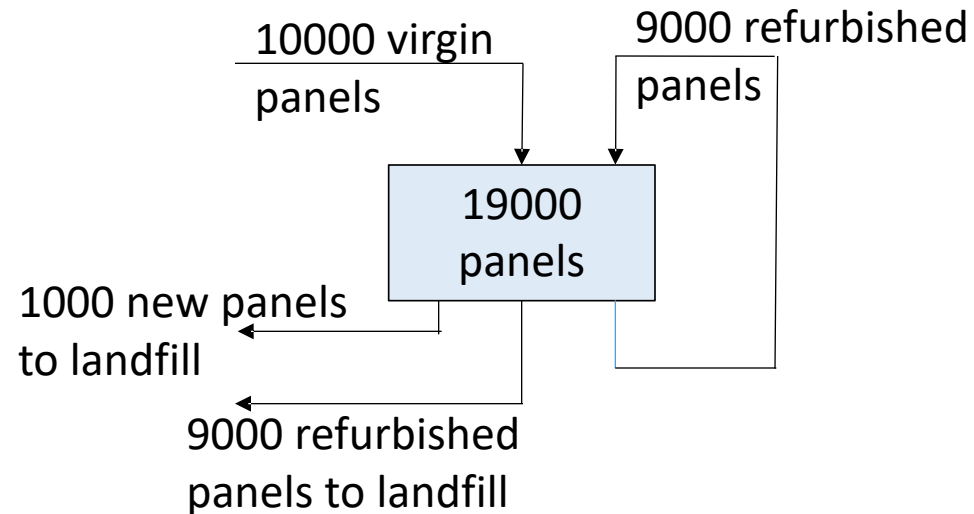 10000 virgin
panels
9000 refurbished
panels
19000
panels
1000 new panels
to landfill
9000 refurbished
panels to landfill